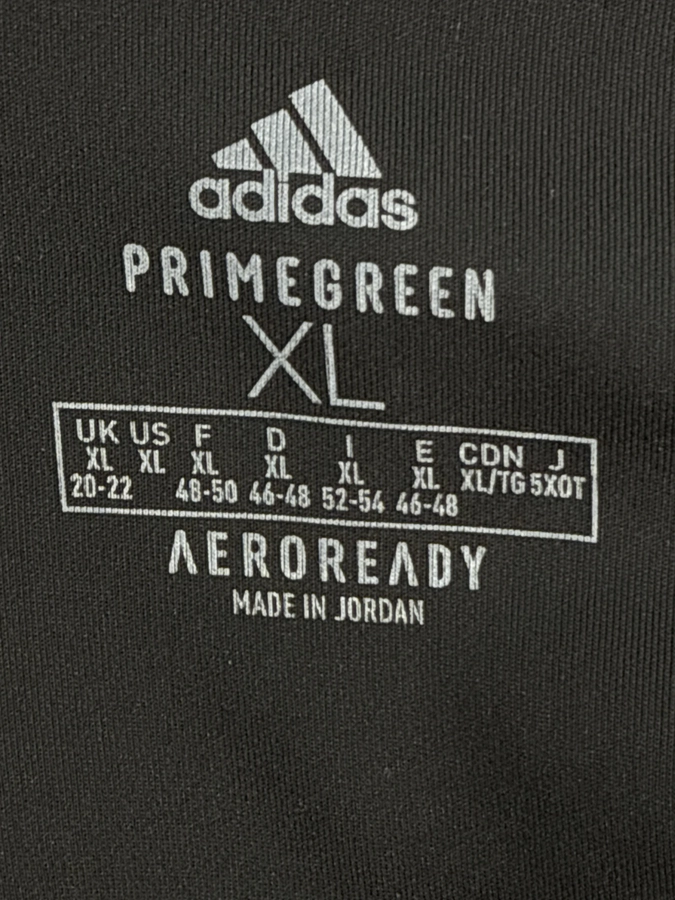 adidas
PRIMEGREEN
XL
UK US F D I E CDN J
XL XL XL XL XL XL XL/TG 5XOT
20-22 48-50 46-48 52-54 46-48
AEROREADY
MADE IN JORDAN